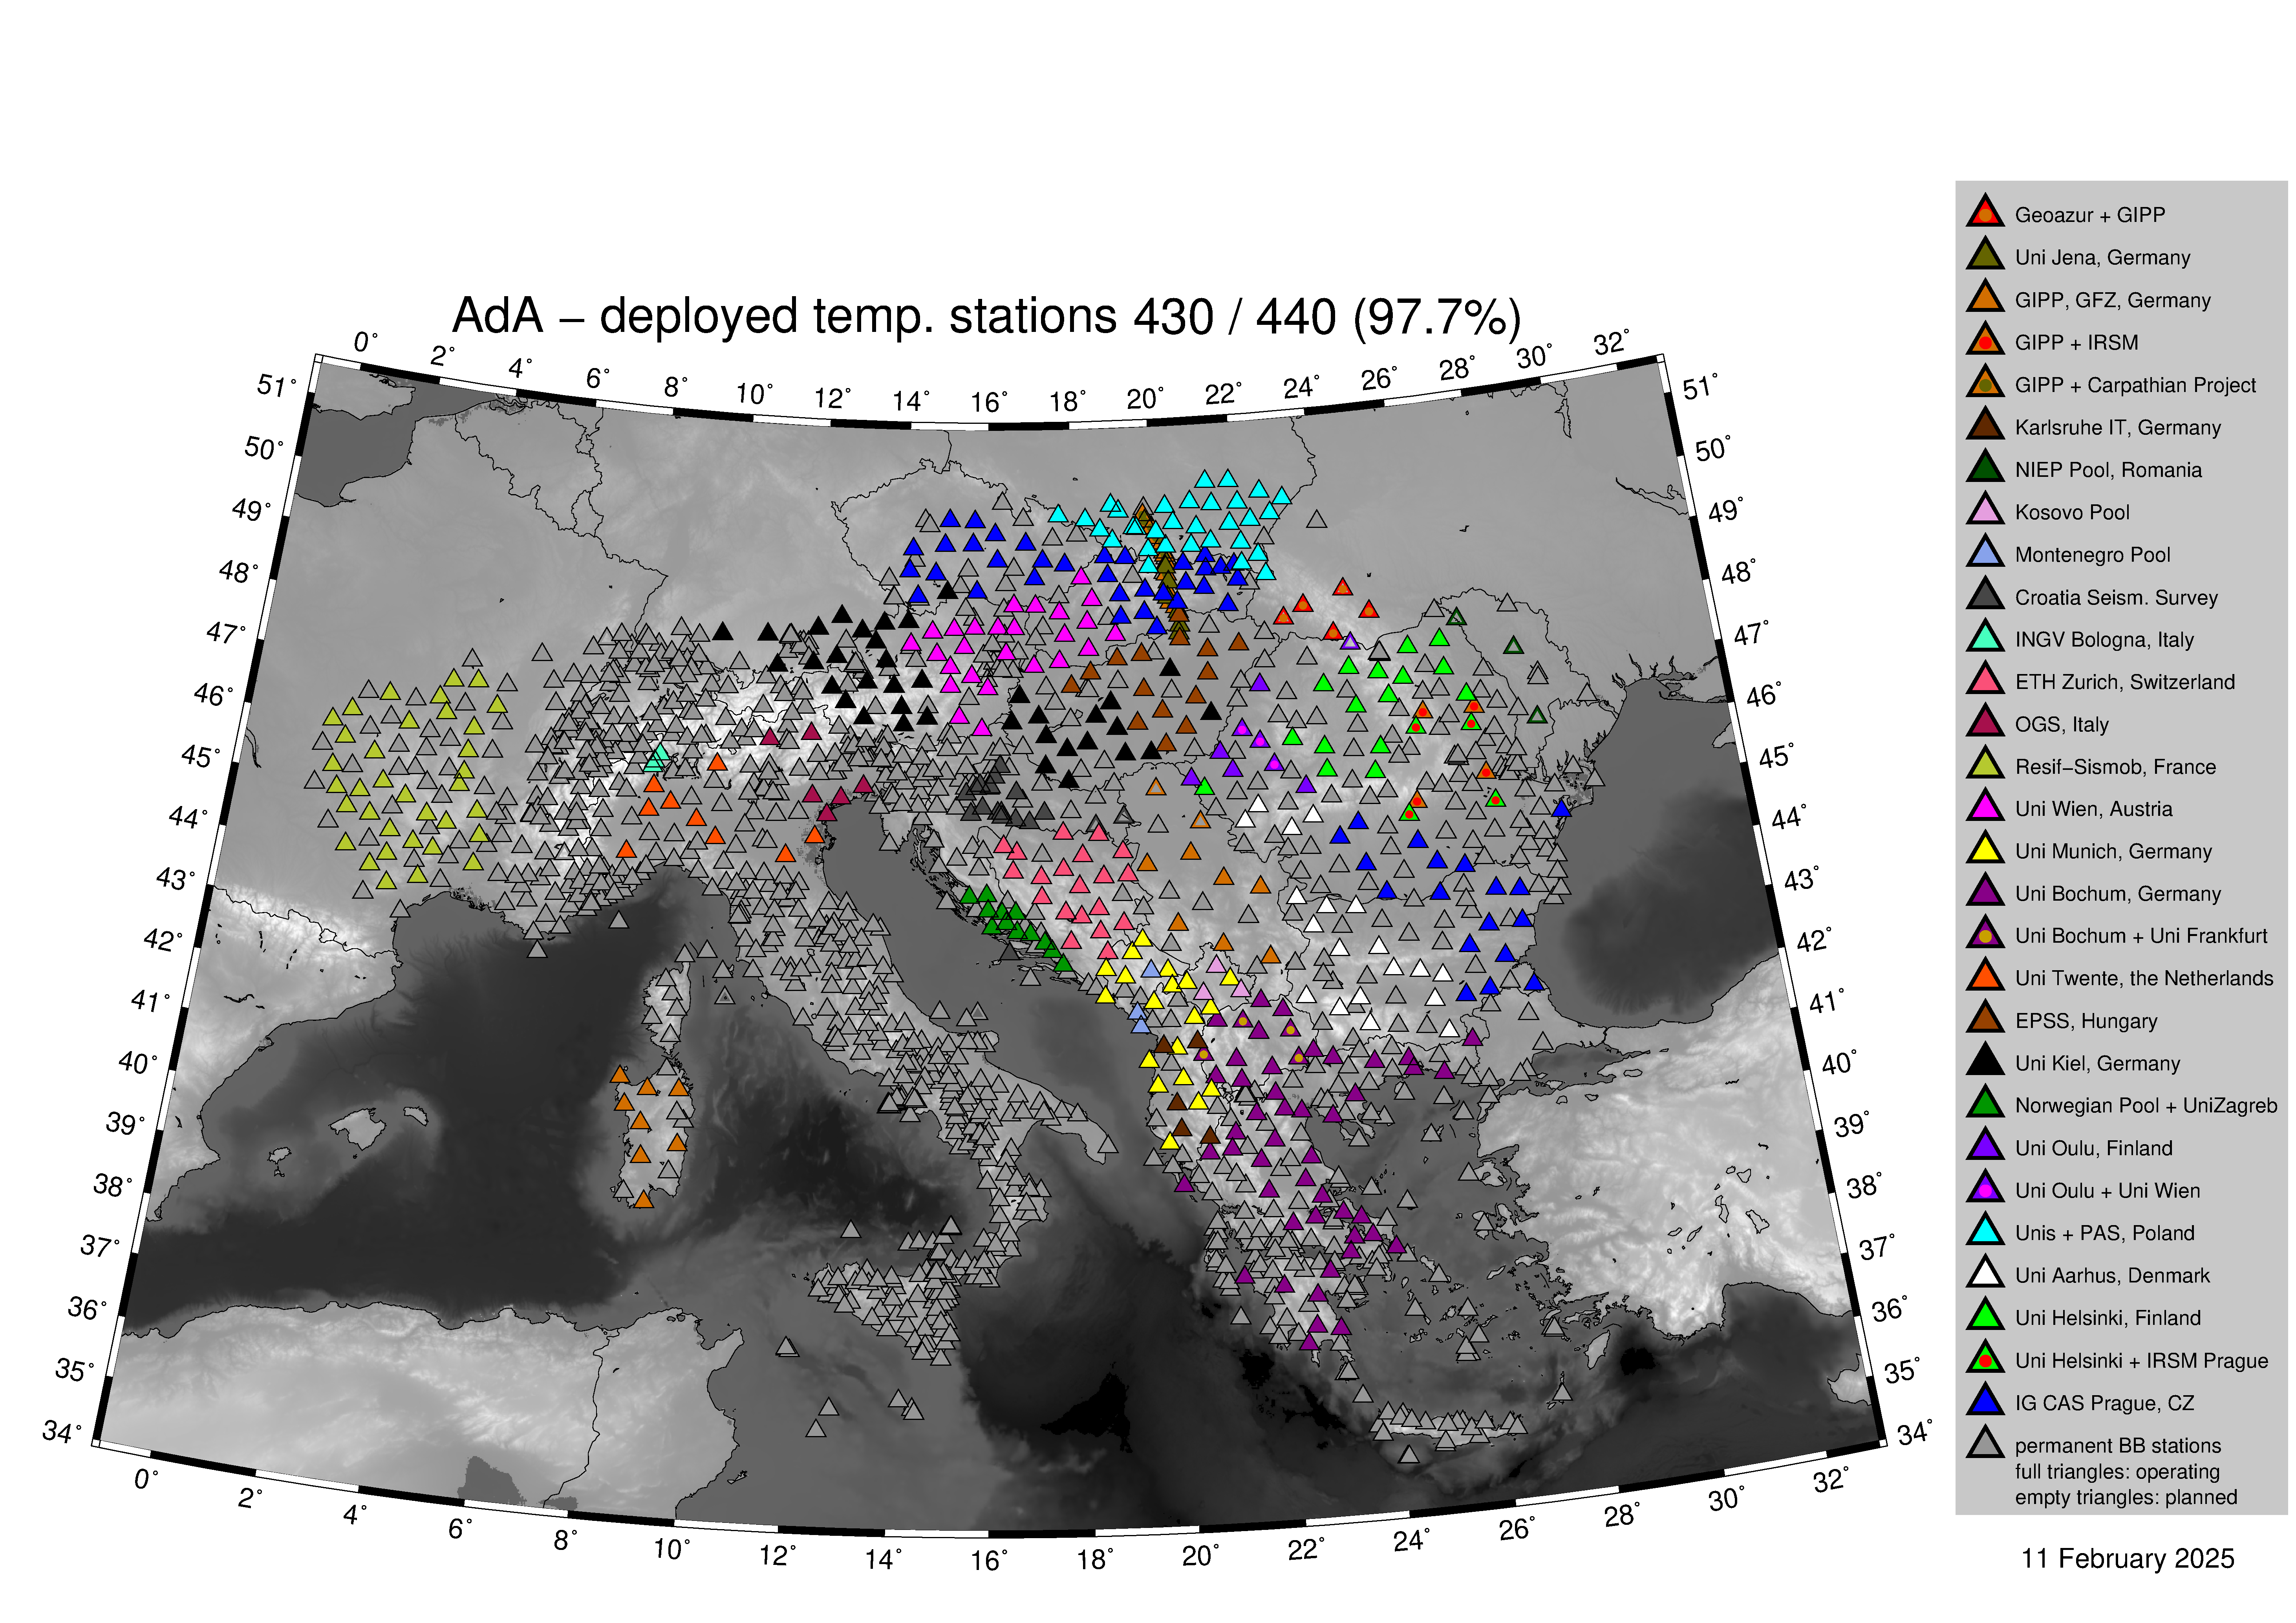 AdA – deployed temp. stations 430 / 440 (97.7%)
0° 2° 4° 6° 8° 10° 12° 14° 16° 18° 20° 22° 24° 26° 28° 30° 32°
51° 51°
50° 50°
49° 49°
48° 48°
47° 47°
46° 46°
45° 45°
44° 44°
43° 43°
42° 42°
41° 41°
40° 40°
39° 39°
38° 38°
37° 37°
36° 36°
35° 35°
34° 34°
0° 2° 4° 6° 8° 10° 12° 14° 16° 18° 20° 22° 24° 26° 28° 30° 32°
Geoazur + GIPP
Uni Jena, Germany
GIPP, GFZ, Germany
GIPP + IRSM
GIPP + Carpathian Project
Karlsruhe IT, Germany
NIEP Pool, Romania
Kosovo Pool
Montenegro Pool
Croatia Seism. Survey
INGV Bologna, Italy
ETH Zurich, Switzerland
OGS, Italy
Resif–Sismob, France
Uni Wien, Austria
Uni Munich, Germany
Uni Bochum, Germany
Uni Bochum + Uni Frankfurt
Uni Twente, the Netherlands
EPSS, Hungary
Uni Kiel, Germany
Norwegian Pool + UniZagreb
Uni Oulu, Finland
Uni Oulu + Uni Wien
Unis + PAS, Poland
Uni Aarhus, Denmark
Uni Helsinki, Finland
Uni Helsinki + IRSM Prague
IG CAS Prague, CZ
permanent BB stations
full triangles: operating
empty triangles: planned
11 February 2025